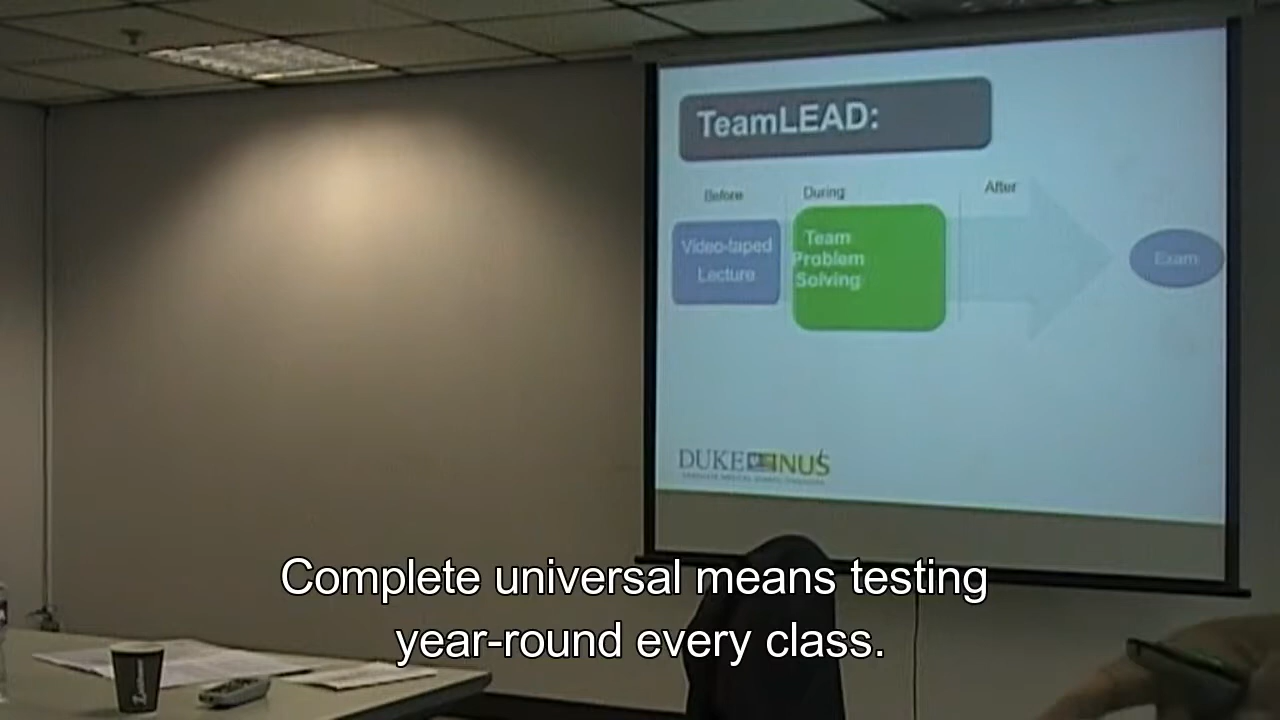 TeamLEAD:
Before
During
After
Video-taped
Lecture
Team
Problem
Solving
Exam
DUKE NUS
Complete universal means testing
year-round every class.